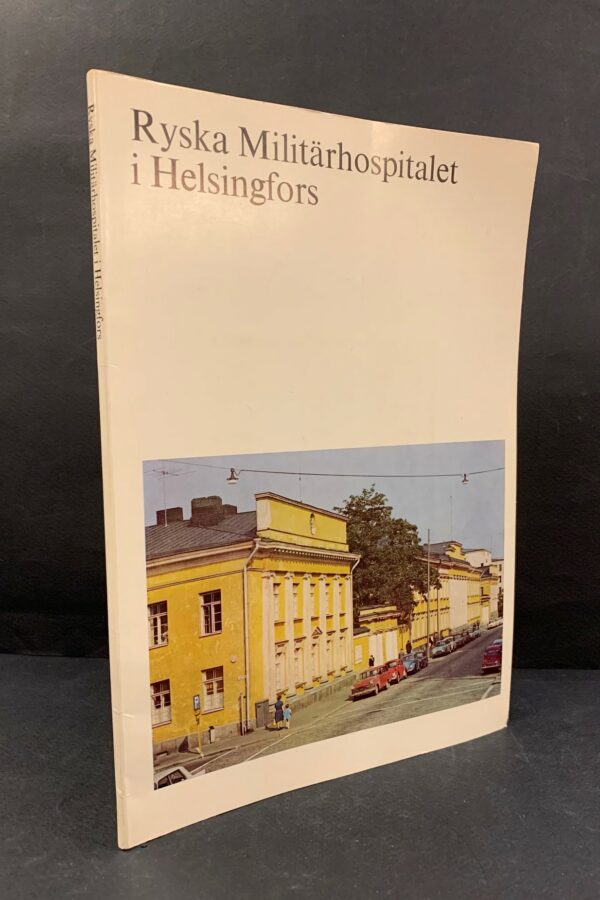 Ryska Militärhospitalet
i Helsingfors
Ryska Militärhospitalet i Helsingfors